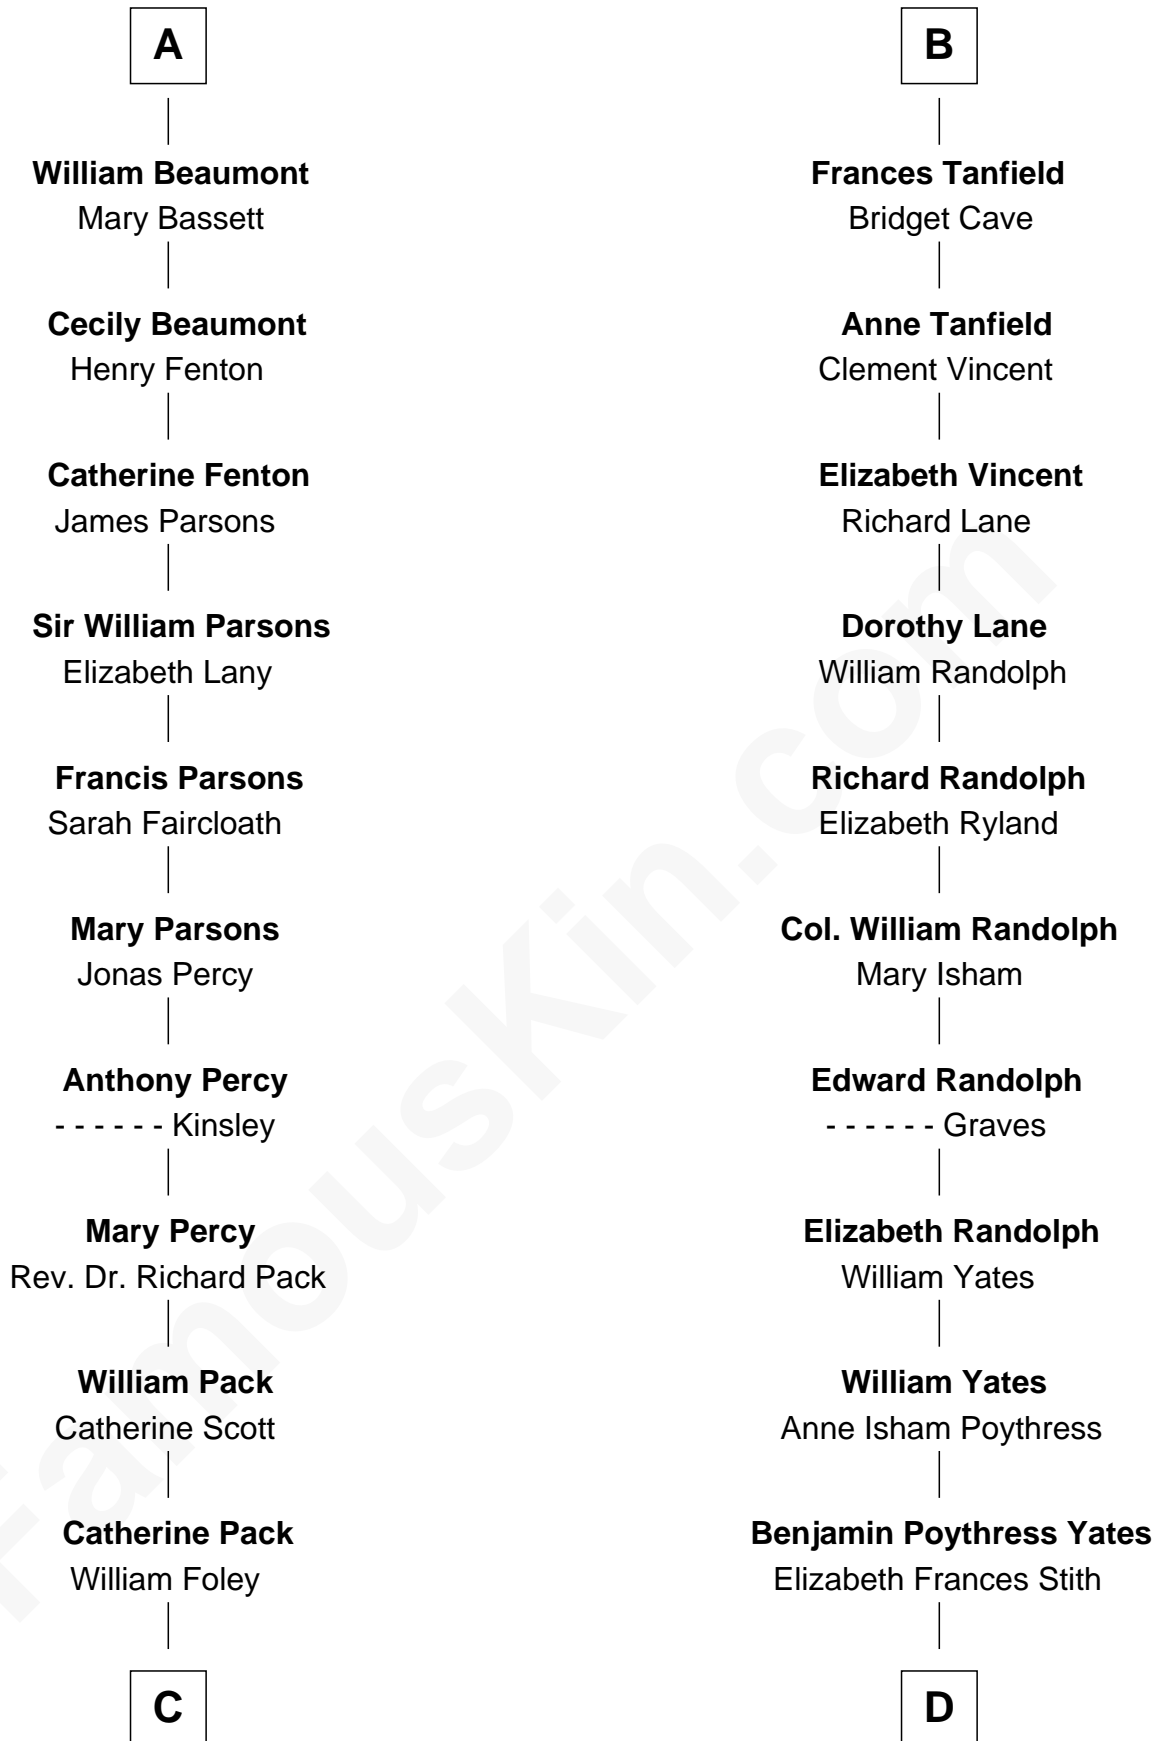 A
William Beaumont
Mary Bassett
Cecily Beaumont
Henry Fenton
Catherine Fenton
James Parsons
Sir William Parsons
Elizabeth Lany
Francis Parsons
Sarah Faircloath
Mary Parsons
Jonas Percy
Anthony Percy
- - - - - - Kinsley
Mary Percy
Rev. Dr. Richard Pack
William Pack
Catherine Scott
Catherine Pack
William Foley
C
B
Frances Tanfield
Bridget Cave
Anne Tanfield
Clement Vincent
Elizabeth Vincent
Richard Lane
Dorothy Lane
William Randolph
Richard Randolph
Elizabeth Ryland
Col. William Randolph
Mary Isham
Edward Randolph
- - - - - - Graves
Elizabeth Randolph
William Yates
William Yates
Anne Isham Poythress
Benjamin Poythress Yates
Elizabeth Frances Stith
D
FamousKin.com